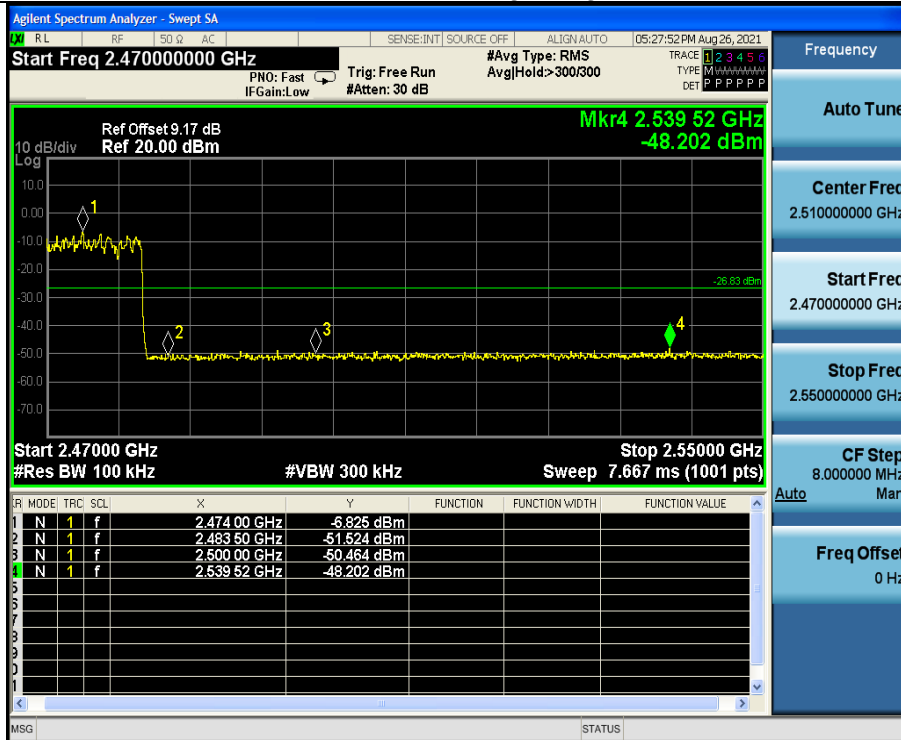 Agilent Spectrum Analyzer - Swept SA
LXI RL RF 50 Ω AC SENSE:INT SOURCE OFF ALIGN AUTO 05:27:52 PM Aug 26, 2021
Start Freq 2.470000000 GHz
PNO: Fast
IFGain:Low
Trig: Free Run
#Atten: 30 dB
#Avg Type: RMS
Avg|Hold:>300/300
TRACE 1 2 3 4 5 6
TYPE M
DET P P P P P P
Ref Offset 9.17 dB
10 dB/div Ref 20.00 dBm
Log
Mkr4 2.539 52 GHz
-48.202 dBm
10.0
0.00
-10.0
-20.0
-30.0
-40.0
-50.0
-60.0
-70.0
1
2
3
4
-26.83 dBm
Start 2.47000 GHz Stop 2.55000 GHz
#Res BW 100 kHz #VBW 300 kHz Sweep 7.667 ms (1001 pts)
MODE TRC SCL X Y FUNCTION FUNCTION WIDTH FUNCTION VALUE
1 N 1 f 2.474 00 GHz -6.825 dBm
2 N 1 f 2.483 50 GHz -51.524 dBm
3 N 1 f 2.500 00 GHz -50.464 dBm
4 N 1 f 2.539 52 GHz -48.202 dBm
5
6
7
8
9
0
1
MSG STATUS
Frequency
Auto Tune
Center Freq
2.510000000 GHz
Start Freq
2.470000000 GHz
Stop Freq
2.550000000 GHz
CF Step
8.000000 MHz
Auto Man
Freq Offset
0 Hz